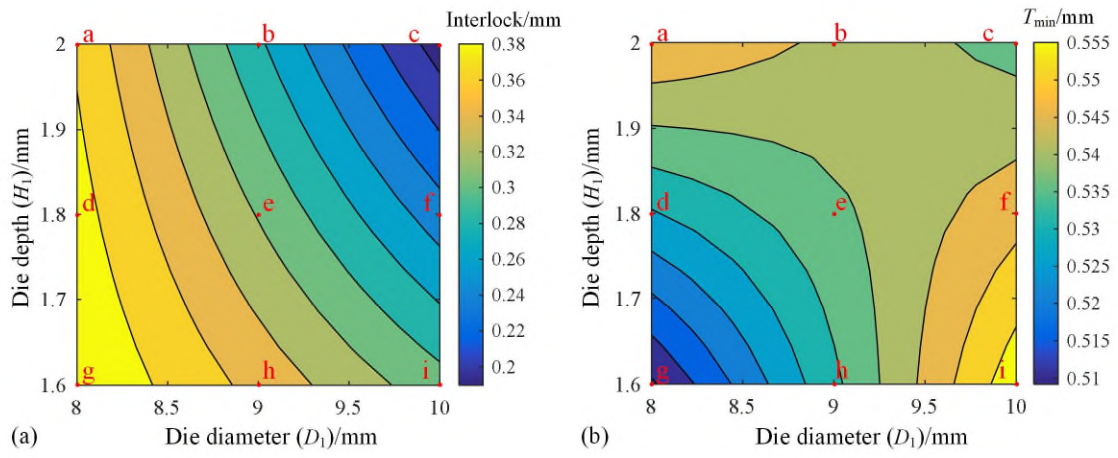 Interlock/mm
T_min/mm
a b c
d e f
g h i
2
1.9
1.8
1.7
1.6
8 8.5 9 9.5 10
Die depth (H₁)/mm
Die diameter (D₁)/mm
0.38
0.36
0.34
0.32
0.3
0.28
0.26
0.24
0.22
0.2
(a)
a b c
d e f
g h i
2
1.9
1.8
1.7
1.6
8 8.5 9 9.5 10
Die depth (H₁)/mm
Die diameter (D₁)/mm
0.555
0.55
0.545
0.54
0.535
0.53
0.525
0.52
0.515
0.51
(b)